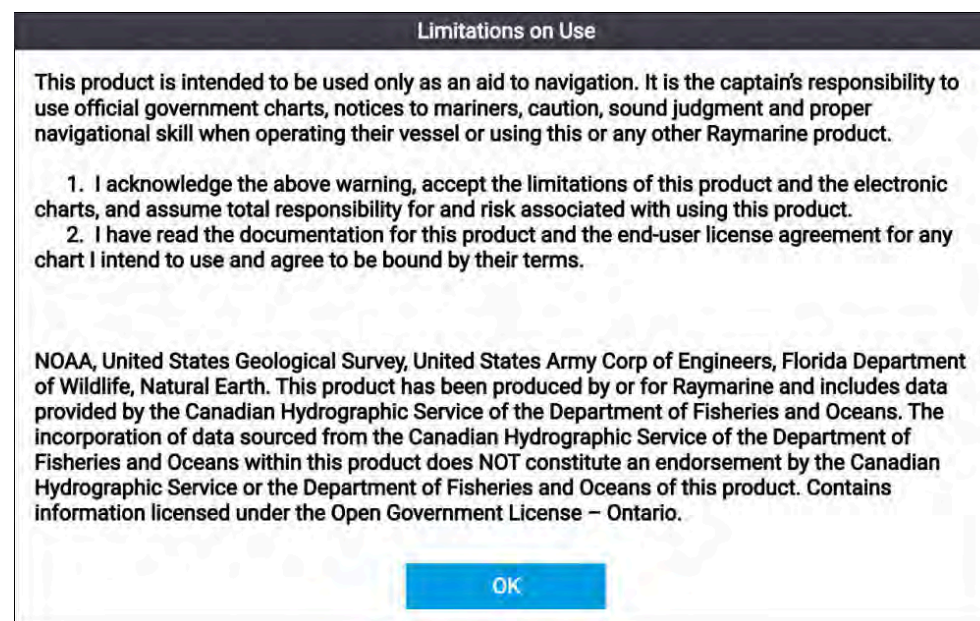 Limitations on Use
This product is intended to be used only as an aid to navigation. It is the captain's responsibility to
use official government charts, notices to mariners, caution, sound judgment and proper
navigational skill when operating their vessel or using this or any other Raymarine product.
1. I acknowledge the above warning, accept the limitations of this product and the electronic
charts, and assume total responsibility for and risk associated with using this product.
2. I have read the documentation for this product and the end-user license agreement for any
chart I intend to use and agree to be bound by their terms.
NOAA, United States Geological Survey, United States Army Corp of Engineers, Florida Department
of Wildlife, Natural Earth. This product has been produced by or for Raymarine and includes data
provided by the Canadian Hydrographic Service of the Department of Fisheries and Oceans. The
incorporation of data sourced from the Canadian Hydrographic Service of the Department of
Fisheries and Oceans within this product does NOT constitute an endorsement by the Canadian
Hydrographic Service or the Department of Fisheries and Oceans of this product. Contains
information licensed under the Open Government License – Ontario.
OK